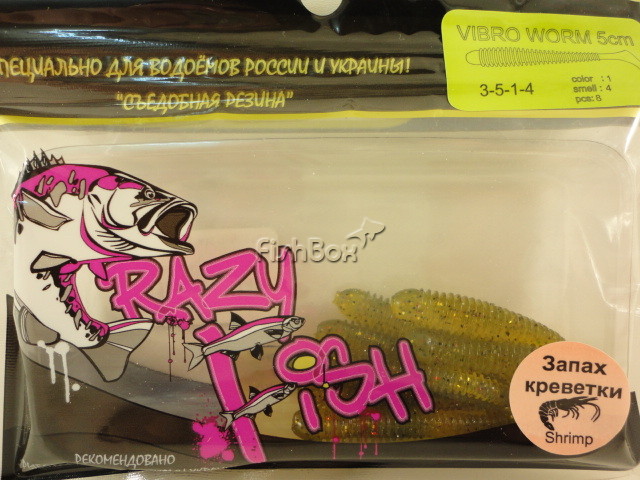 VIBRO WORM 5cm
3-5-1-4
color : 1
smell : 4
pcs: 8
ПЕЦИАЛЬНО ДЛЯ ВОДОЁМОВ РОССИИ И УКРАИНЫ!
"СЪЕДОБНАЯ РЕЗИНА"
FishBox
CRAZY
FISH
Запах
креветки
Shrimp
РЕКОМЕНДОВАНО